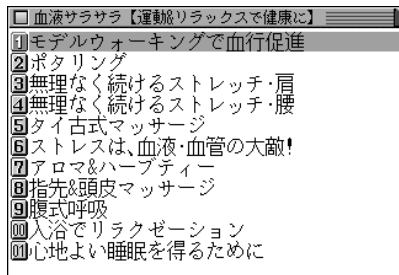 血液サラサラ【運動&リラックスで健康に】
1モデルウォーキングで血行促進
2ポタリング
3無理なく続けるストレッチ・肩
4無理なく続けるストレッチ・腰
5タイ古式マッサージ
6ストレスは、血液・血管の大敵!
7アロマ&ハーブティー
8指先&頭皮マッサージ
9腹式呼吸
00入浴でリラクゼーション
01心地よい睡眠を得るために